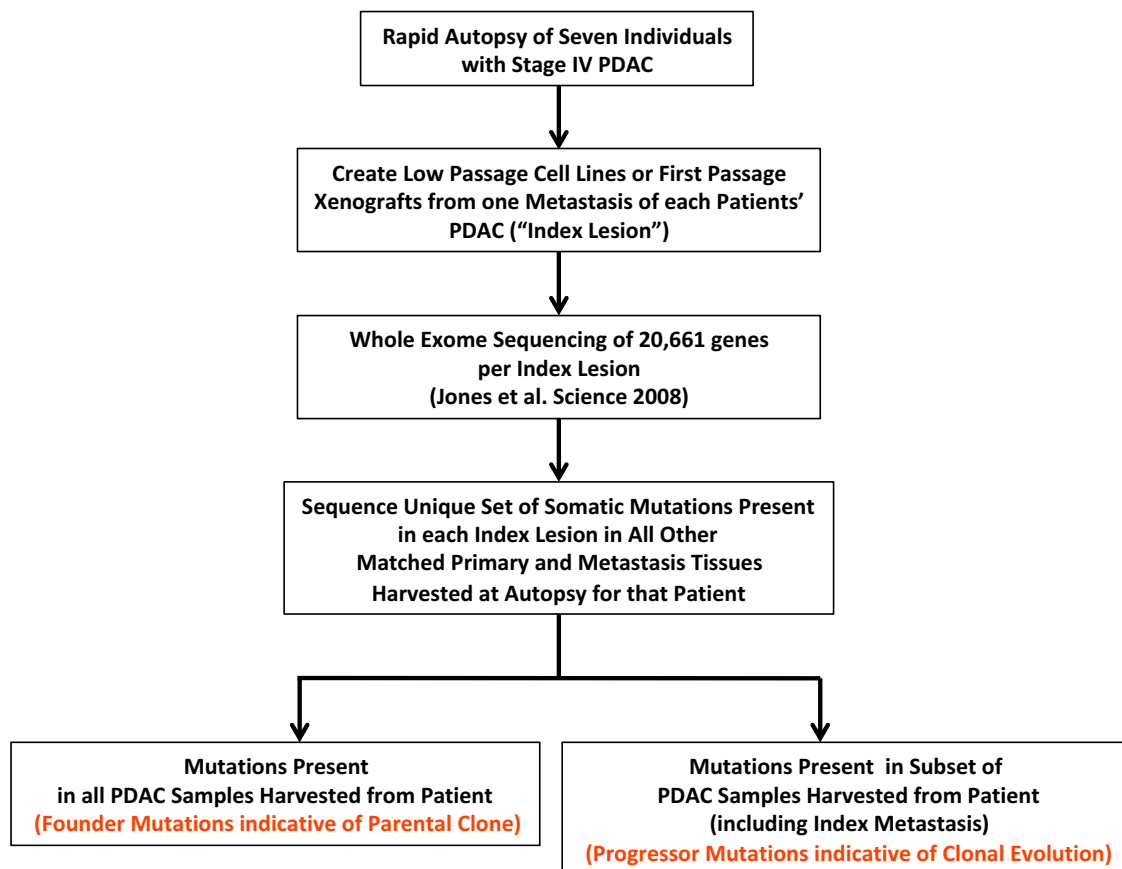 Rapid Autopsy of Seven Individuals
with Stage IV PDAC
Create Low Passage Cell Lines or First Passage
Xenografts from one Metastasis of each Patients’
PDAC (“Index Lesion”)
Whole Exome Sequencing of 20,661 genes
per Index Lesion
(Jones et al. Science 2008)
Sequence Unique Set of Somatic Mutations Present
in each Index Lesion in All Other
Matched Primary and Metastasis Tissues
Harvested at Autopsy for that Patient
Mutations Present
in all PDAC Samples Harvested from Patient
(Founder Mutations indicative of Parental Clone)
Mutations Present in Subset of
PDAC Samples Harvested from Patient
(including Index Metastasis)
(Progressor Mutations indicative of Clonal Evolution)